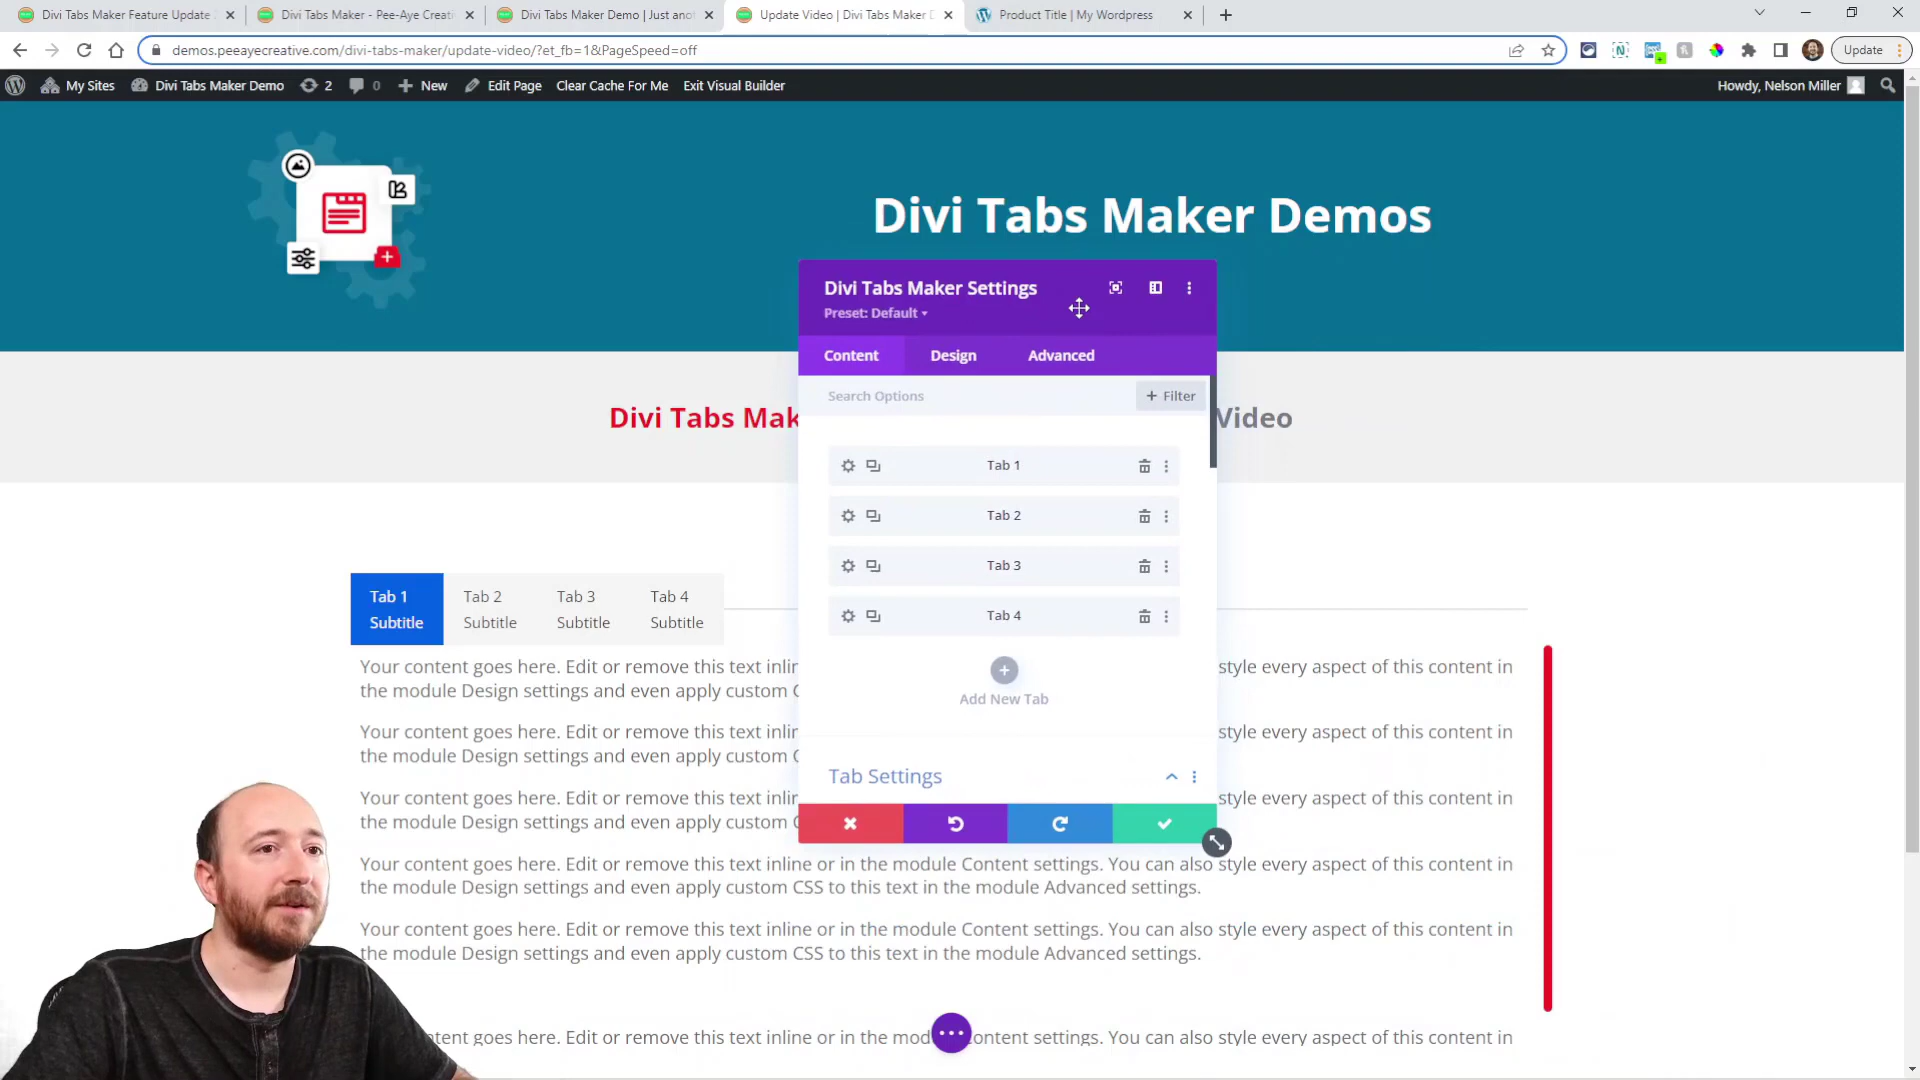 Divi Tabs Maker Feature Update
Divi Tabs Maker - Pee-Aye Creati
Divi Tabs Maker Demo | Just ano
Update Video | Divi Tabs Maker D
Product Title | My Wordpress
demos.peeayecreative.com/divi-tabs-maker/update-video/?et_fb=1&PageSpeed=off
Update
My Sites
Divi Tabs Maker Demo
2
0
New
Edit Page
Clear Cache For Me
Exit Visual Builder
Howdy, Nelson Miller
Divi Tabs Maker Demos
Divi Tabs Maker Settings
Preset: Default
Content
Design
Advanced
Search Options
+ Filter
Divi Tabs Mak
Video
Tab 1
Tab 2
Tab 3
Tab 4
Add New Tab
Tab Settings
Tab 1
Subtitle
Tab 2
Subtitle
Tab 3
Subtitle
Tab 4
Subtitle
Your content goes here. Edit or remove this text inlin style every aspect of this content in
the module Design settings and even apply custom C
Your content goes here. Edit or remove this text inlin style every aspect of this content in
the module Design settings and even apply custom C
Your content goes here. Edit or remove this text inlin style every aspect of this content in
the module Design settings and even apply custom C
Your content goes here. Edit or remove this text inline or in the module Content settings. You can also style every aspect of this content in
the module Design settings and even apply custom CSS to this text in the module Advanced settings.
Your content goes here. Edit or remove this text inline or in the module Content settings. You can also style every aspect of this content in
the module Design settings and even apply custom CSS to this text in the module Advanced settings.
ntent goes here. Edit or remove this text inline or in the mod ontent settings. You can also style every aspect of this content in